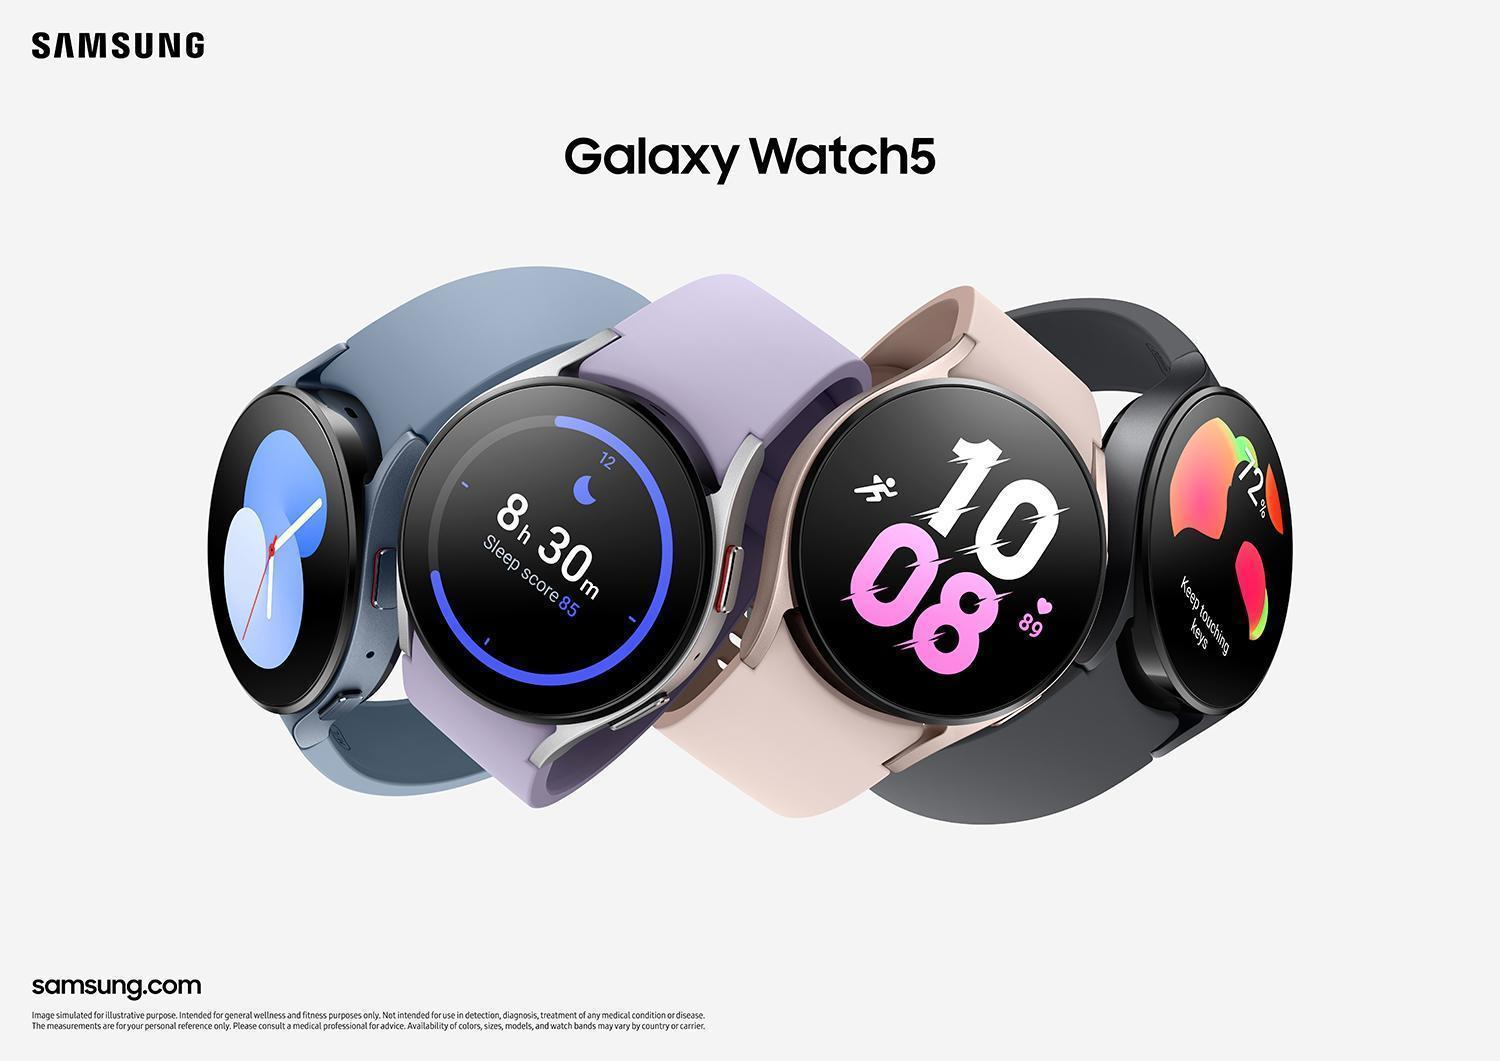 SAMSUNG
Galaxy Watch5
12
8h 30m
Sleep score 85
10
08
89
72%
Keep touching
keys
samsung.com
Image simulated for illustrative purpose. Intended for general wellness and fitness purposes only. Not intended for use in detection, diagnosis, treatment of any medical condition or disease.
The measurements are for your personal reference only. Please consult a medical professional for advice. Availability of colors, sizes, models, and watch bands may vary by country or carrier.